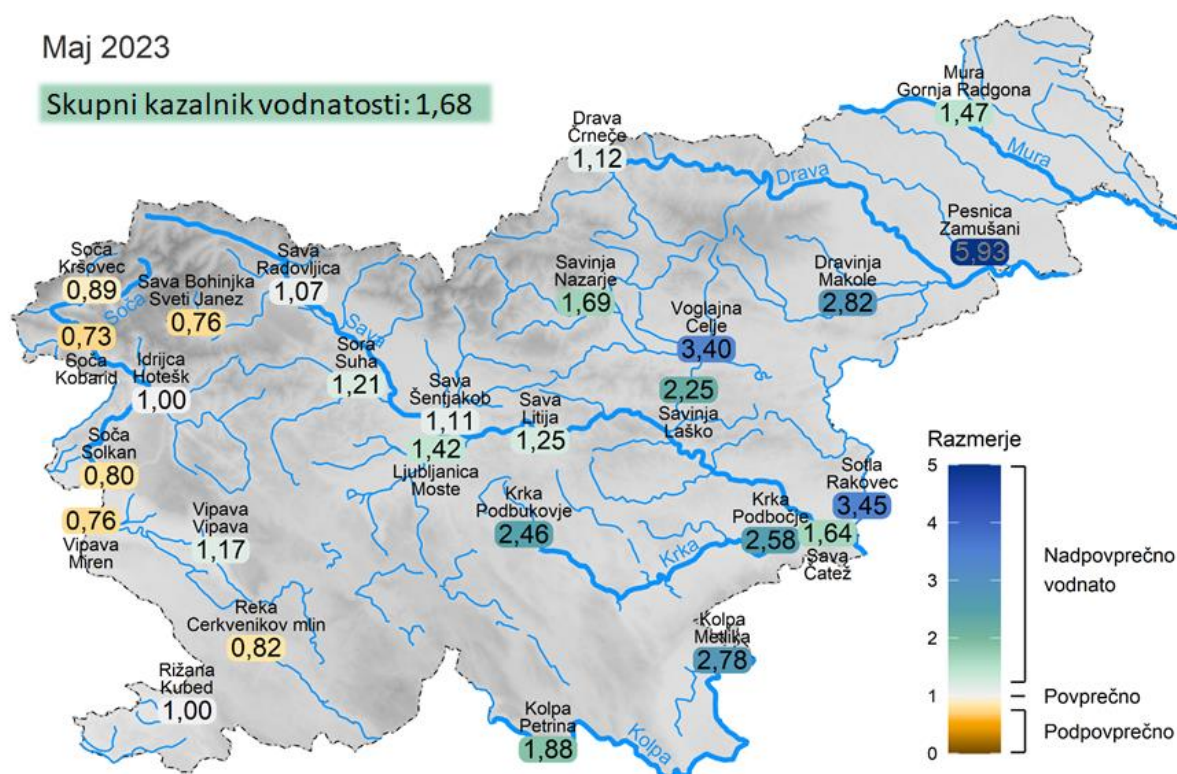 Maj 2023
Skupni kazalnik vodnatosti: 1,68
Mura
Gornja Radgona
1,47
Mura
Drava
Črneče
1,12
Drava
Pesnica
Zamušani
5,93
Soča
Kršovec
0,89
Soča
Sava Bohinjka
Sveti Janez
0,76
Sava
Radovljica
1,07
Savinja
Nazarje
1,69
Dravinja
Makole
2,82
Voglajna
Celje
3,40
0,73
Soča
Kobarid
Idrijca
Hotešk
1,00
Sava
Sora
Suha
1,21
Sava
Šentjakob
1,11
Sava
Litija
1,25
2,25
Savinja
Laško
1,42
Ljubljanica
Moste
Soča
Solkan
0,80
0,76
Vipava
Miren
Vipava
Vipava
1,17
Krka
Podbukovje
2,46
Krka
Krka
Podbočje
2,58
Sotla
Rakovec
3,45
1,64
Sava
Čatež
Reka
Cerkvenikov mlin
0,82
Kolpa
Metlika
2,78
Rižana
Kubed
1,00
Kolpa
Petrina
1,88
Kolpa
Razmerje
5
4
3
2
1
0
Nadpovprečno
vodnato
Povprečno
Podpovprečno